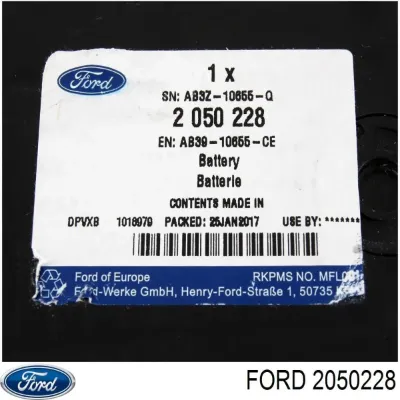 Ford
1 x
SN: AB3Z-10655-Q
2 050 228
EN: AB39-10655-CE
Battery
Batterie
CONTENTS MADE IN
DPVXB 1018979 PACKED: 25JAN2017 USE BY: *******
Ford of Europe RKPMS NO. MFL001
Ford-Werke GmbH, Henry-Ford-Straße 1, 50735
Ford FORD 2050228